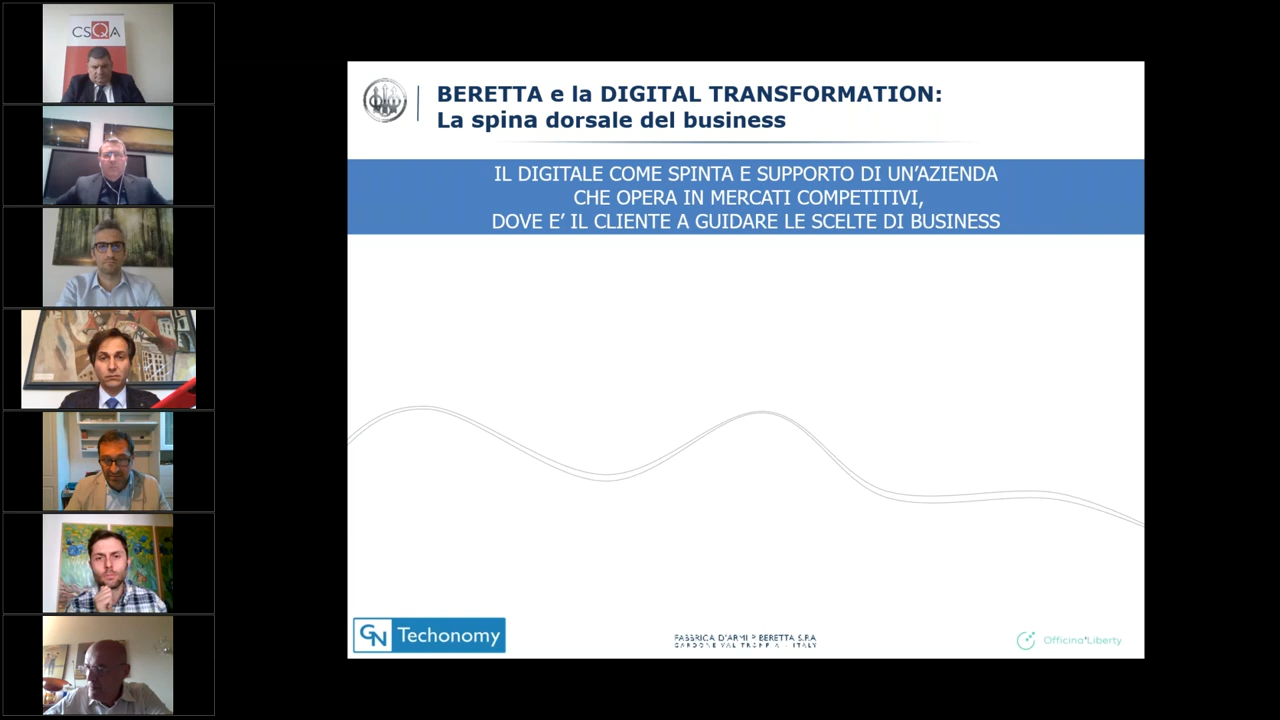 CSQA
BERETTA e la DIGITAL TRANSFORMATION:
La spina dorsale del business
IL DIGITALE COME SPINTA E SUPPORTO DI UN'AZIENDA
CHE OPERA IN MERCATI COMPETITIVI,
DOVE E' IL CLIENTE A GUIDARE LE SCELTE DI BUSINESS
GN Techonomy
FABBRICA D'ARMI P BERETTA S.P.A
GARDONE VAL TROMPIA - ITALY
Officina*Liberty